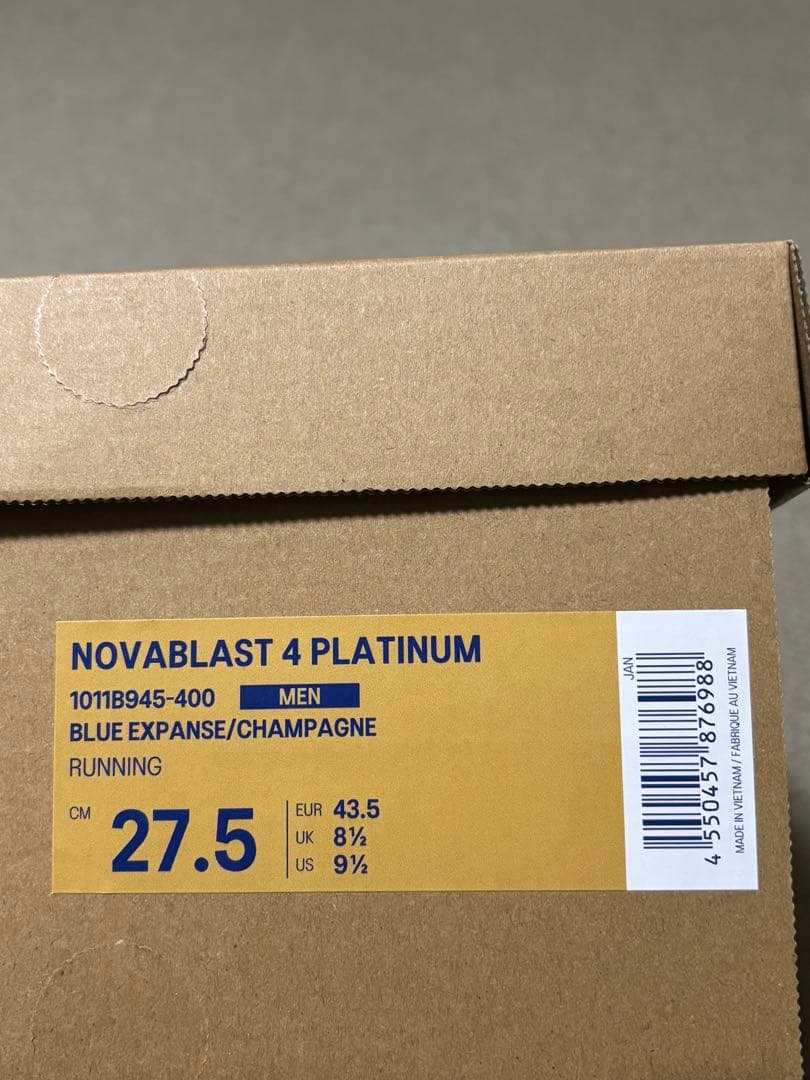 NOVABLAST 4 PLATINUM
1011B945-400 MEN
BLUE EXPANSE/CHAMPAGNE
RUNNING
CM 27.5
EUR 43.5
UK 8½
US 9½
JAN
4 550457 876988
MADE IN VIETNAM / FABRIQUE AU VIETNAM